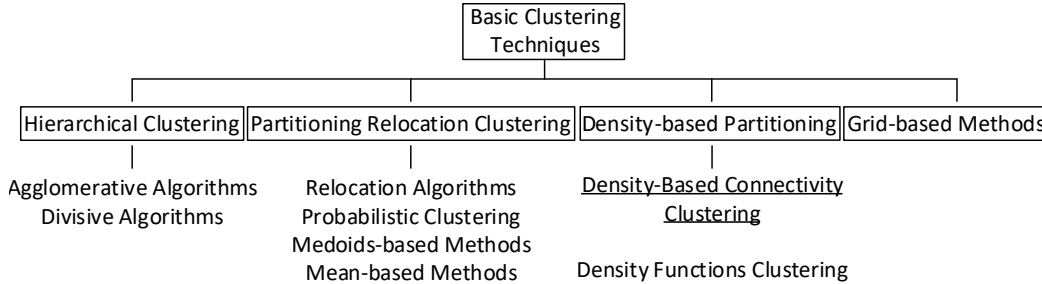 Basic Clustering
Techniques
Hierarchical Clustering
Partitioning Relocation Clustering
Density-based Partitioning
Grid-based Methods
Agglomerative Algorithms
Divisive Algorithms
Relocation Algorithms
Probabilistic Clustering
Medoids-based Methods
Mean-based Methods
Density-Based Connectivity
Clustering
Density Functions Clustering